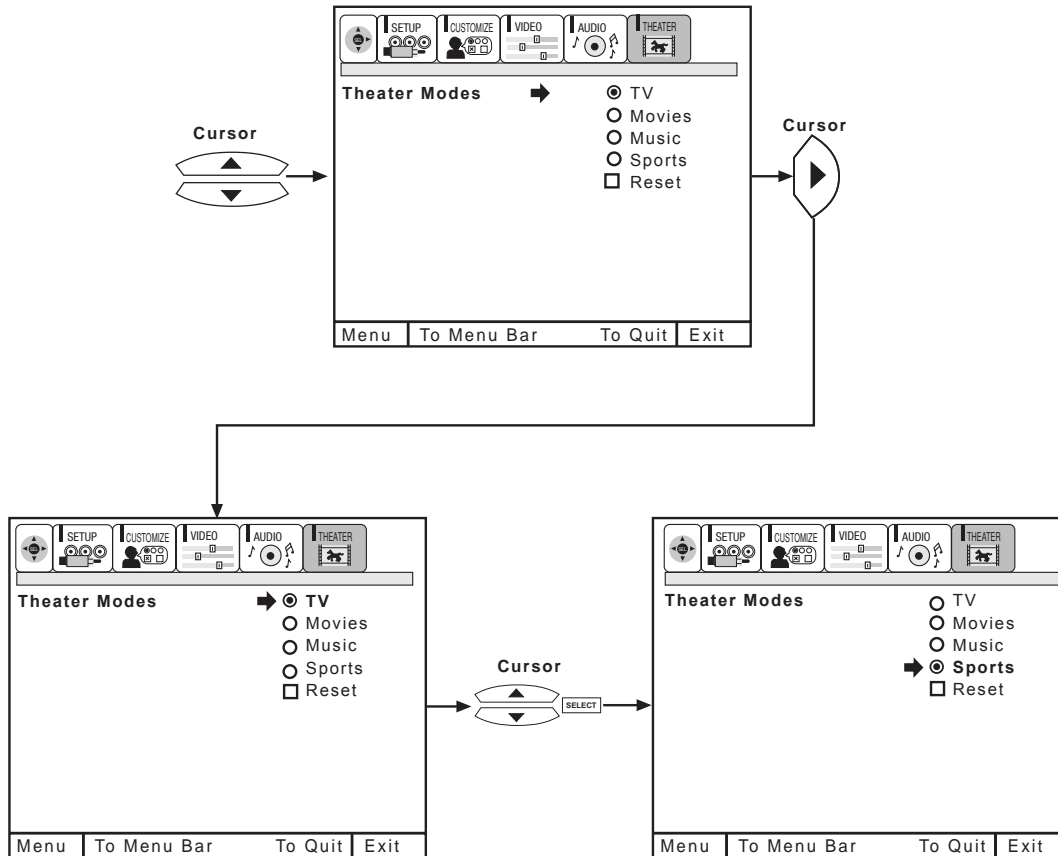 SEL SETUP CUSTOMIZE VIDEO AUDIO THEATER
Theater Modes TV
Movies
Music
Sports
Reset
Menu To Menu Bar To Quit Exit
Cursor
Cursor
SEL SETUP CUSTOMIZE VIDEO AUDIO THEATER
Theater Modes TV
Movies
Music
Sports
Reset
Menu To Menu Bar To Quit Exit
Cursor
SELECT
SEL SETUP CUSTOMIZE VIDEO AUDIO THEATER
Theater Modes TV
Movies
Music
Sports
Reset
Menu To Menu Bar To Quit Exit